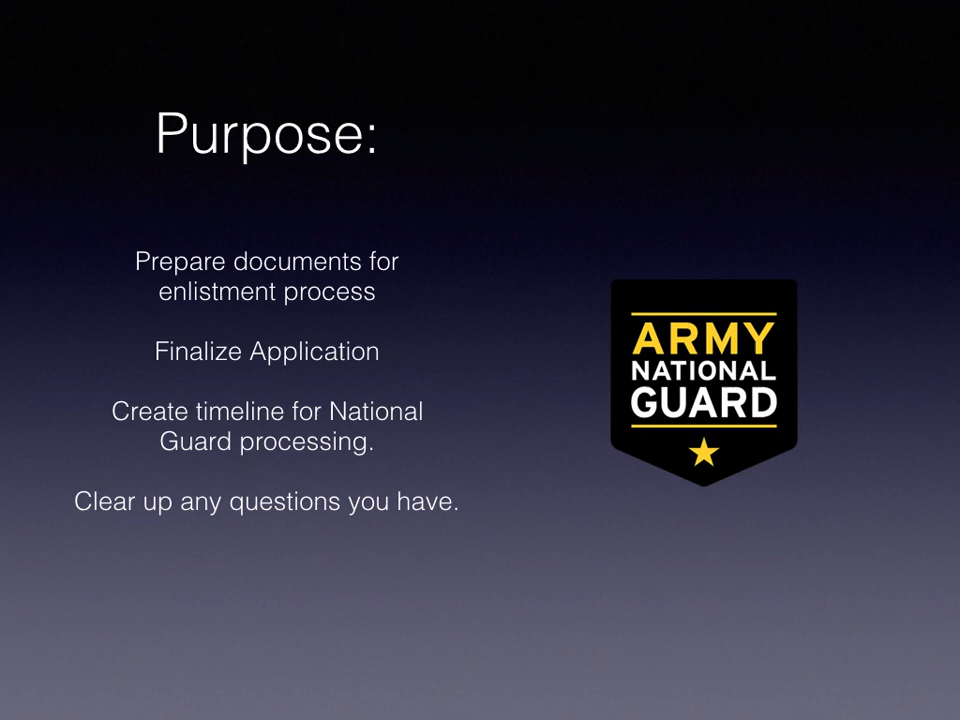 Purpose:
Prepare documents for
enlistment process
Finalize Application
Create timeline for National
Guard processing.
Clear up any questions you have.
ARMY
NATIONAL
GUARD